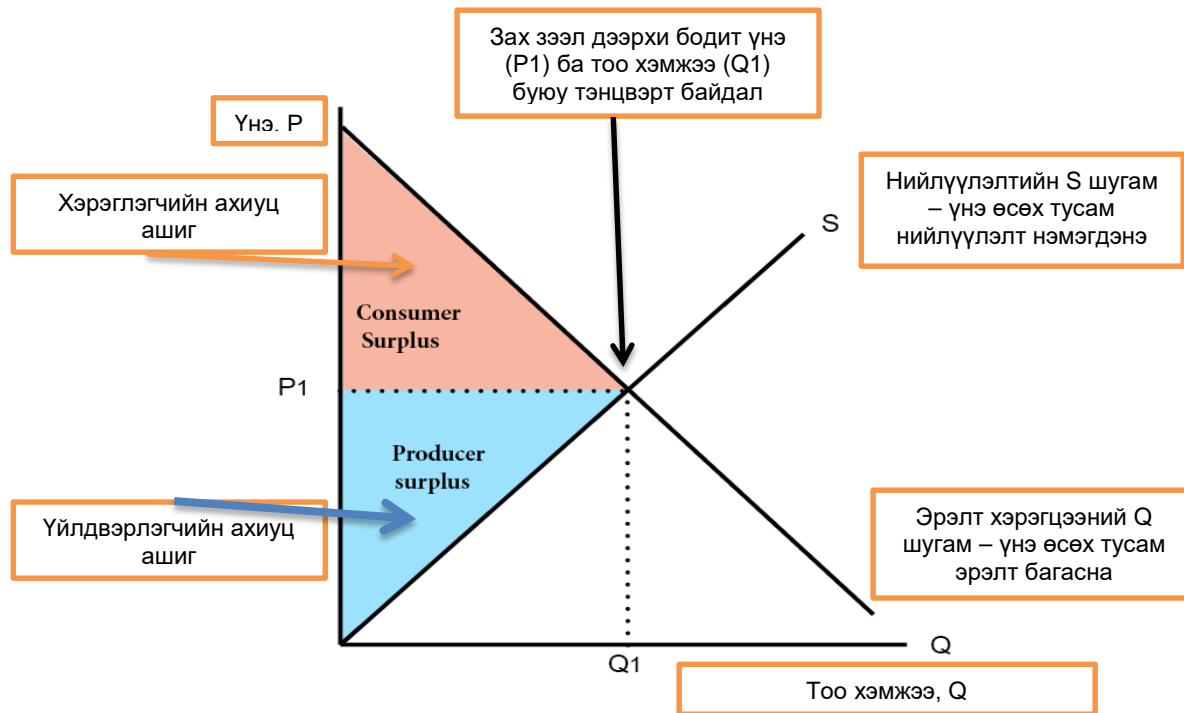 Зах зээл дээрхи бодит үнэ
(P1) ба тоо хэмжээ (Q1)
буюу тэнцвэрт байдал
Үнэ. P
Хэрэглэгчийн ахиуц
ашиг
Нийлүүлэлтийн S шугам
– үнэ өсөх тусам
нийлүүлэлт нэмэгдэнэ
S
Consumer
Surplus
P1
Producer
surplus
Үйлдвэрлэгчийн ахиуц
ашиг
Эрэлт хэрэгцээний Q
шугам – үнэ өсөх тусам
эрэлт багасна
Q1
Q
Тоо хэмжээ, Q